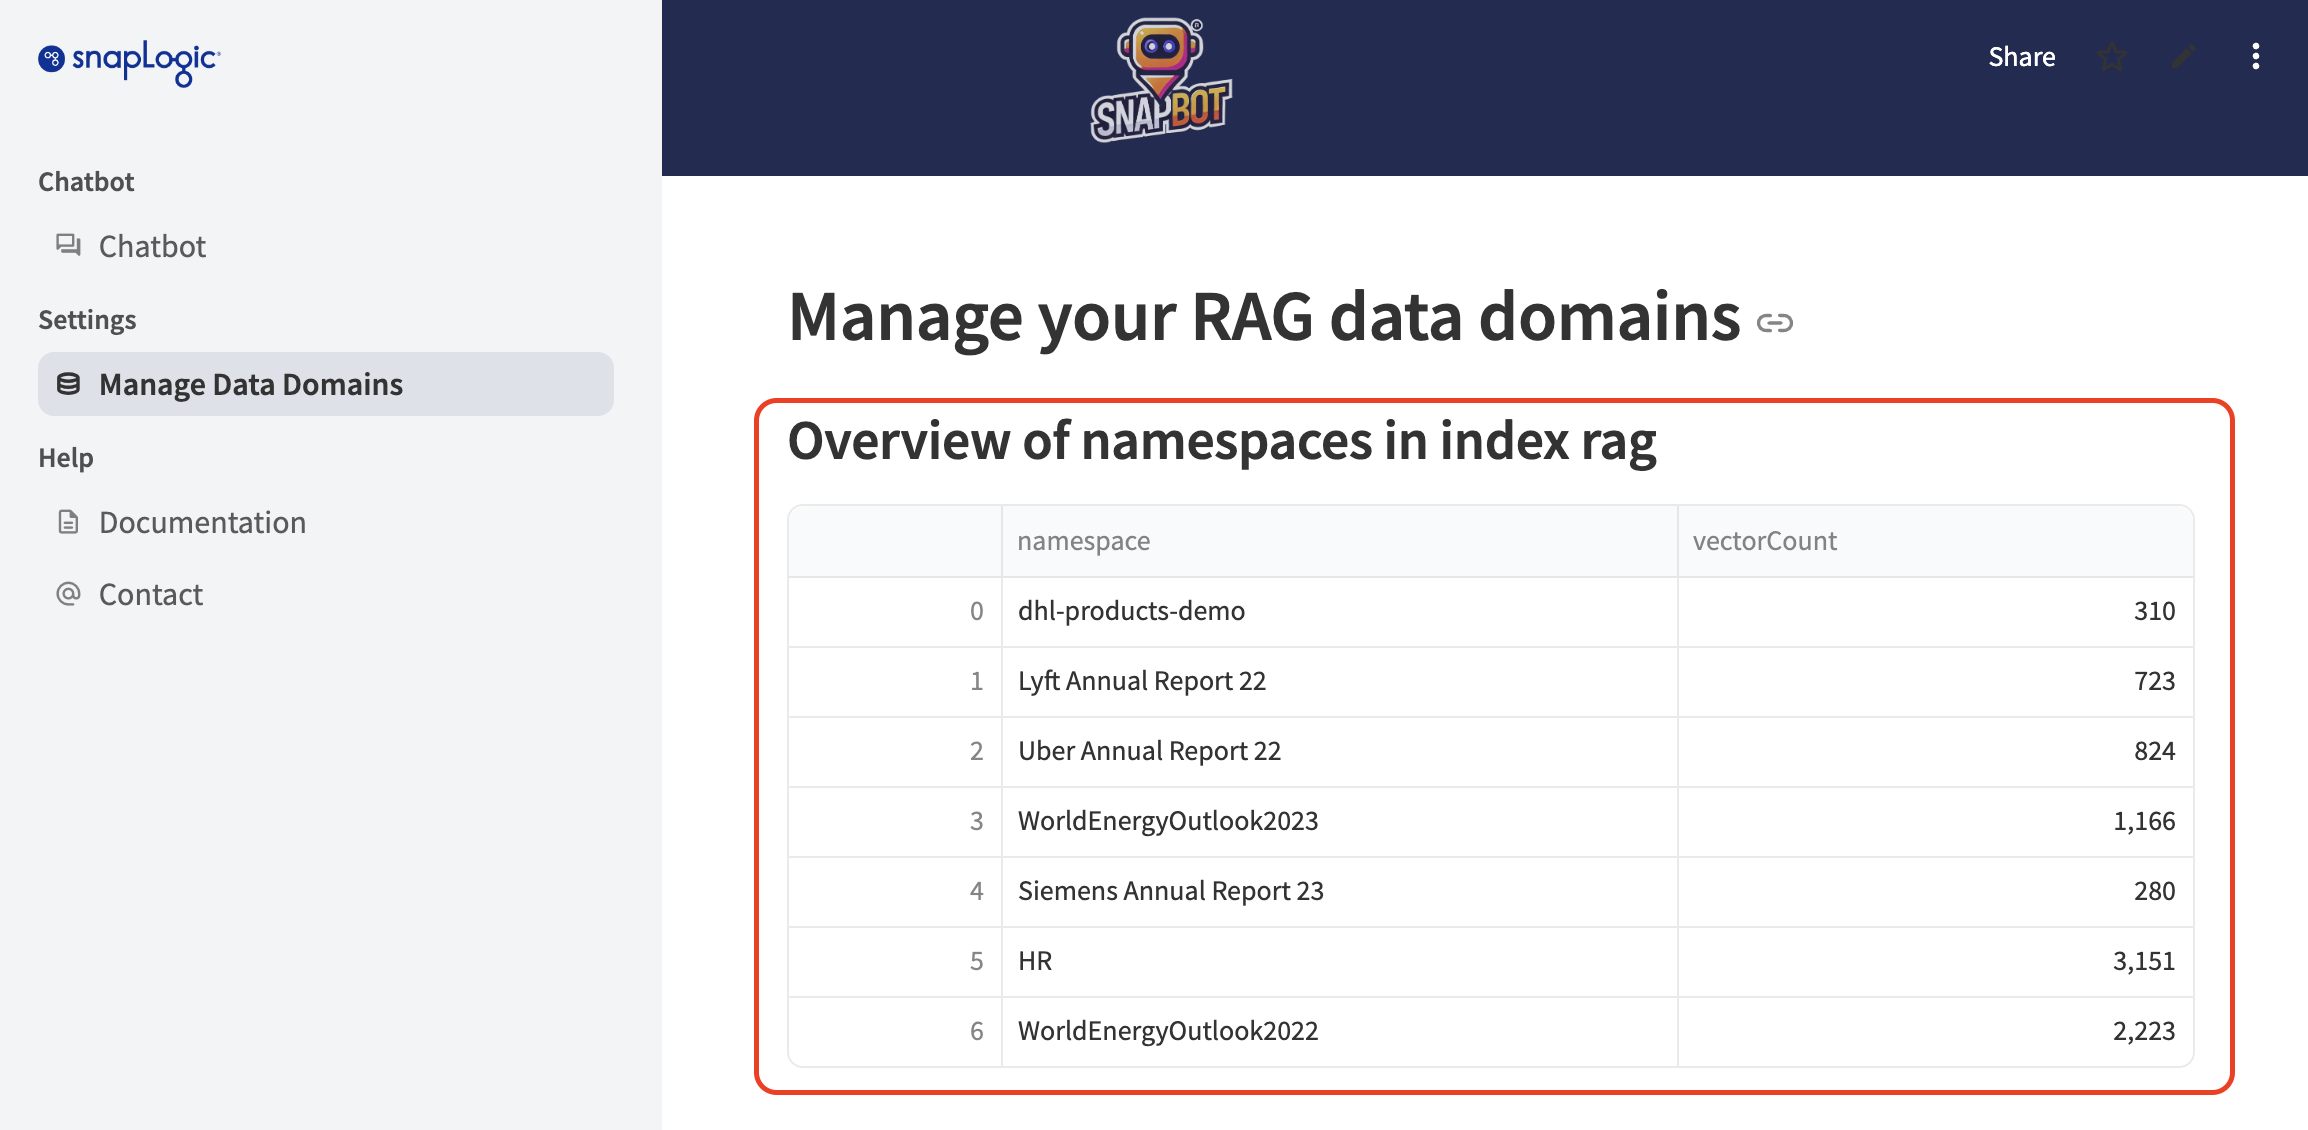 snapLogic
Chatbot
Chatbot
Settings
Manage Data Domains
Help
Documentation
Contact
SNAPBOT
®
Share
Manage your RAG data domains
Overview of namespaces in index rag
namespace vectorCount
0 dhl-products-demo 310
1 Lyft Annual Report 22 723
2 Uber Annual Report 22 824
3 WorldEnergyOutlook2023 1,166
4 Siemens Annual Report 23 280
5 HR 3,151
6 WorldEnergyOutlook2022 2,223